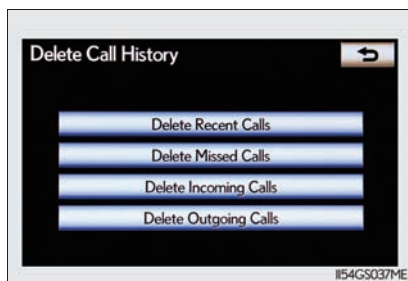 Delete Call History
Delete Recent Calls
Delete Missed Calls
Delete Incoming Calls
Delete Outgoing Calls
II54GS037ME